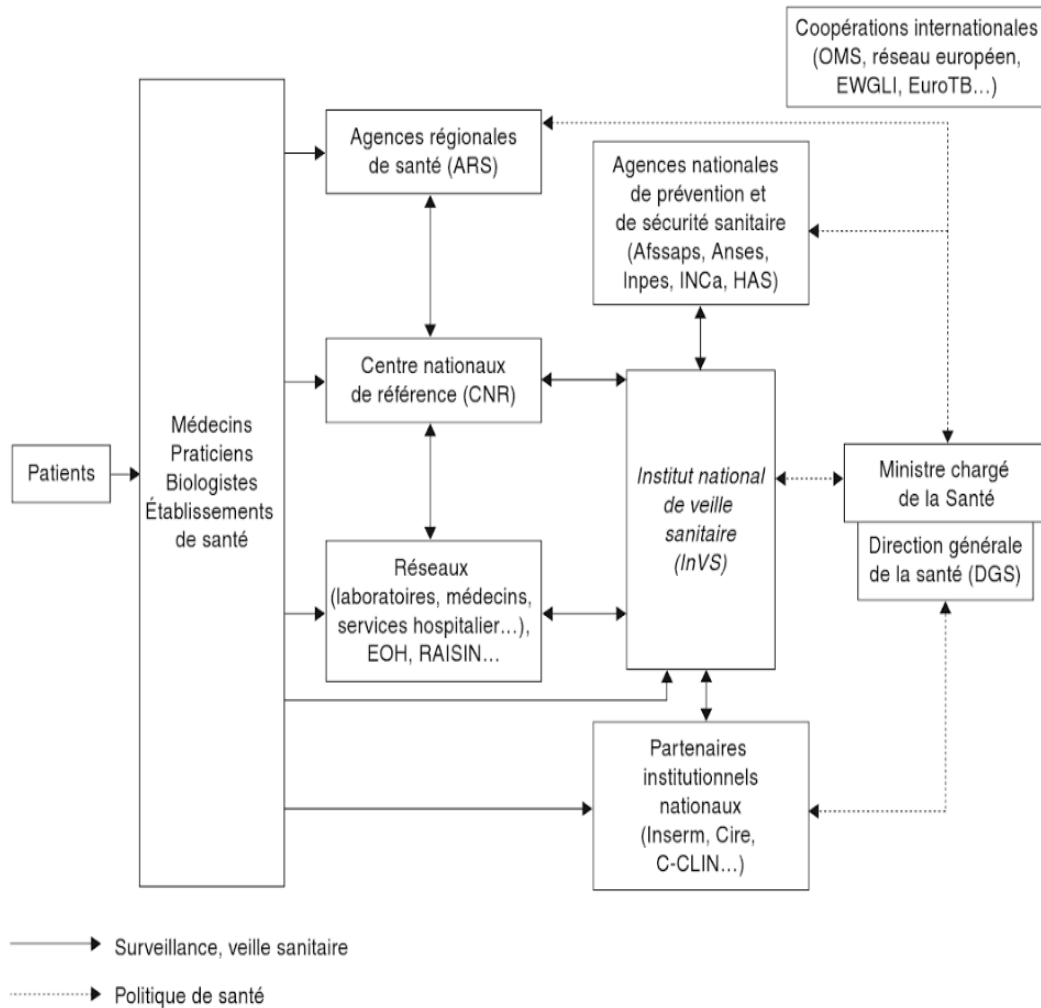 Coopérations internationales
(OMS, réseau européen,
EWGLI, EuroTB...)
Agences régionales
de santé (ARS)
Agences nationales
de prévention et
de sécurité sanitaire
(Afssaps, Anses,
Inpes, INCa, HAS)
Centre nationaux
de référence (CNR)
Patients
Médecins
Praticiens
Biologistes
Établissements
de santé
Institut national
de veille
sanitaire
(InVS)
Ministre chargé
de la Santé
Direction générale
de la santé (DGS)
Réseaux
(laboratoires, médecins,
services hospitalier...),
EOH, RAISIN...
Partenaires
institutionnels
nationaux
(Inserm, Cire,
C-CLIN...)
Surveillance, veille sanitaire
Politique de santé